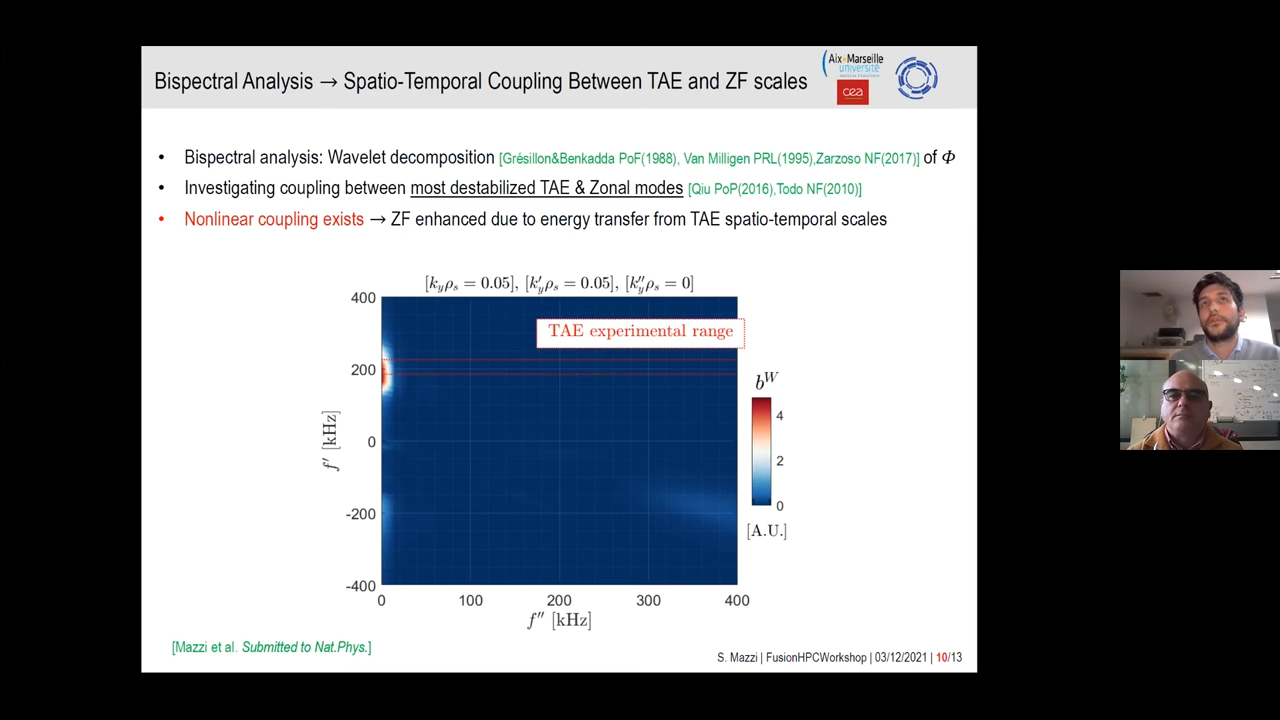 Bispectral Analysis → Spatio-Temporal Coupling Between TAE and ZF scales
Aix*Marseille
université
cea
• Bispectral analysis: Wavelet decomposition [Grésillon&Benkadda PoF(1988), Van Milligen PRL(1995),Zarzoso NF(2017)] of Φ
• Investigating coupling between most destabilized TAE & Zonal modes [Qiu PoP(2016),Todo NF(2010)]
• Nonlinear coupling exists → ZF enhanced due to energy transfer from TAE spatio-temporal scales
[k_yρ_s = 0.05], [k′_yρ_s = 0.05], [k″_yρ_s = 0]
400
TAE experimental range
200
0
-200
-400
f′ [kHz]
0 100 200 300 400
f″ [kHz]
b^W
4
2
0
[A.U.]
[Mazzi et al. Submitted to Nat.Phys.]
S. Mazzi | FusionHPCWorkshop | 03/12/2021 | 10/13